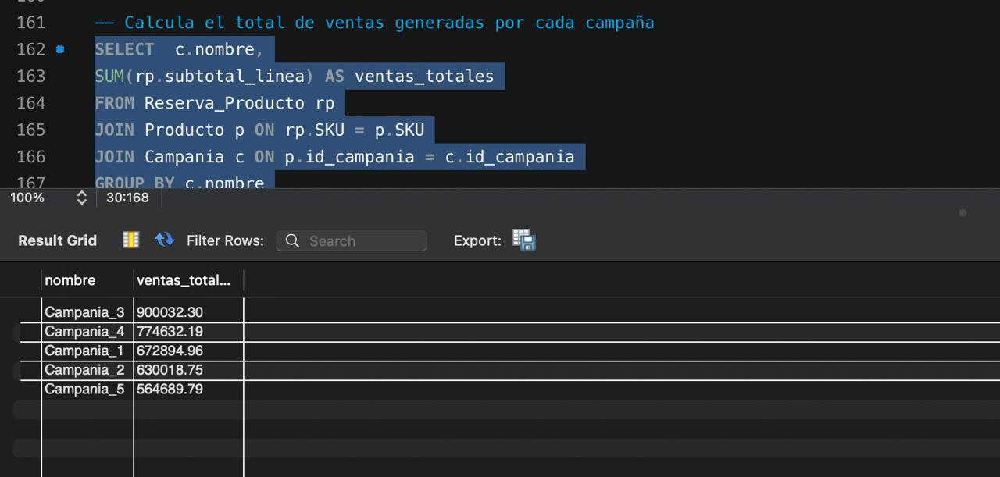 161 -- Calcula el total de ventas generadas por cada campaña
162 SELECT  c.nombre,
163 SUM(rp.subtotal_linea) AS ventas_totales
164 FROM Reserva_Producto rp
165 JOIN Producto p ON rp.SKU = p.SKU
166 JOIN Campania c ON p.id_campania = c.id_campania
167 GROUP BY c.nombre
100% 30:168
Result Grid Filter Rows: Search Export:
nombre ventas_total...
Campania_3 900032.30
Campania_4 774632.19
Campania_1 672894.96
Campania_2 630018.75
Campania_5 564689.79